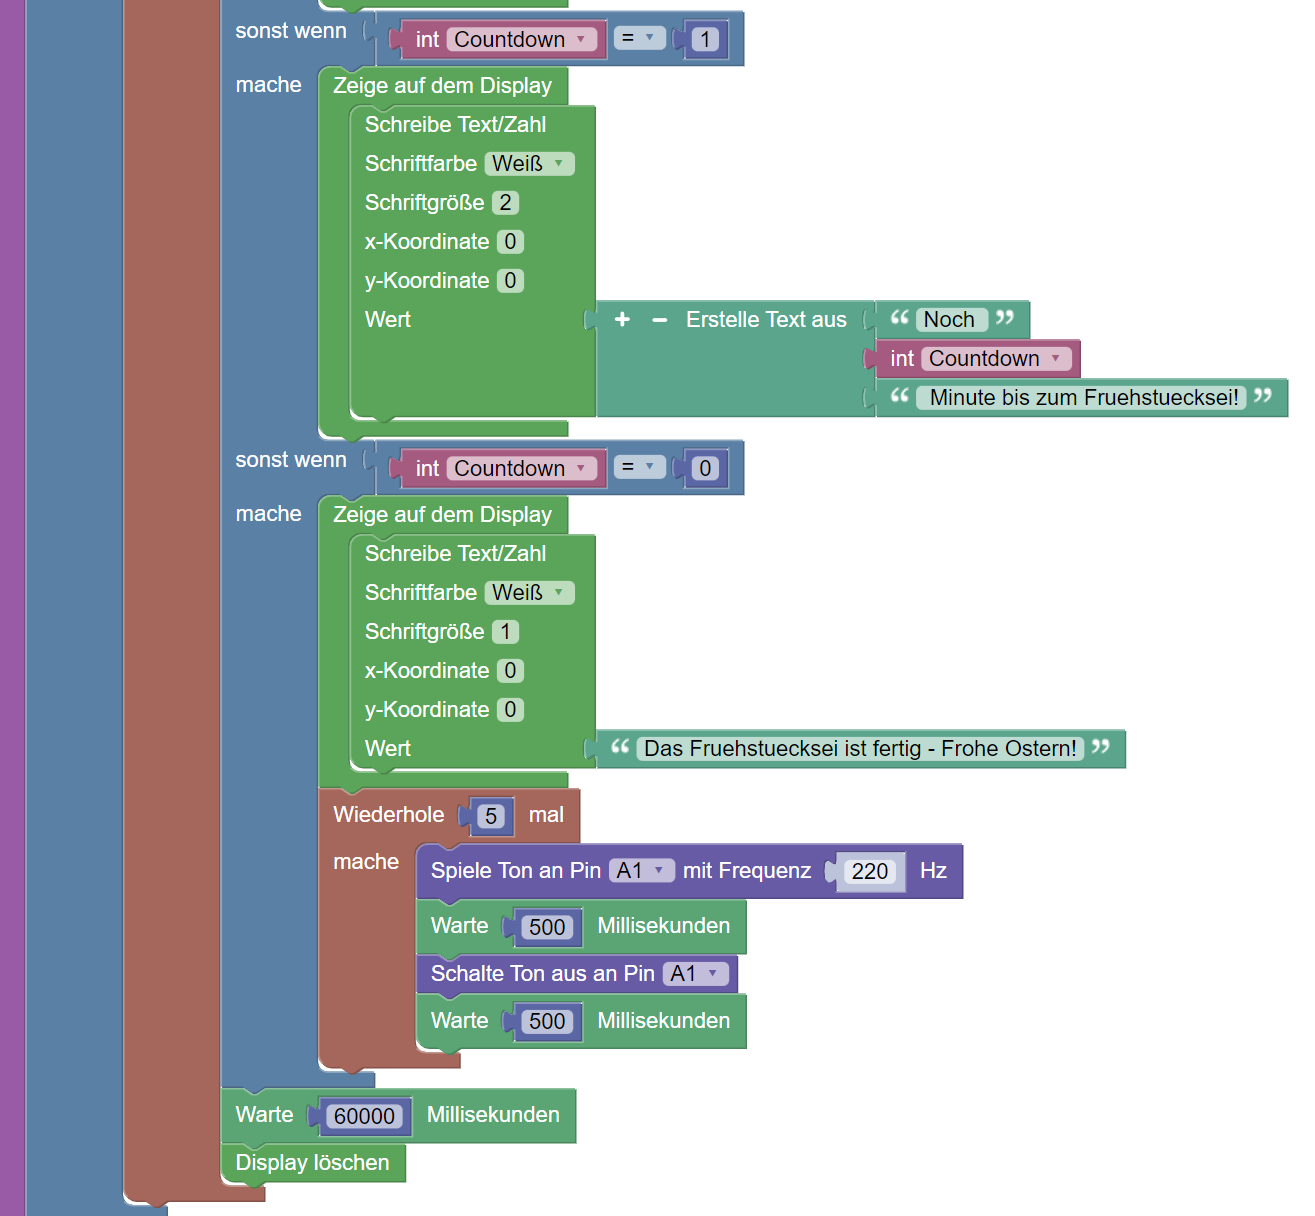 sonst wenn int Countdown = 1
mache Zeige auf dem Display
Schreibe Text/Zahl
Schriftfarbe Weiß
Schriftgröße 2
x-Koordinate 0
y-Koordinate 0
Wert + − Erstelle Text aus “ Noch ”
int Countdown
“ Minute bis zum Fruehstuecksei! ”
sonst wenn int Countdown = 0
mache Zeige auf dem Display
Schreibe Text/Zahl
Schriftfarbe Weiß
Schriftgröße 1
x-Koordinate 0
y-Koordinate 0
Wert “ Das Fruehstuecksei ist fertig - Frohe Ostern! ”
Wiederhole 5 mal
mache Spiele Ton an Pin A1 mit Frequenz 220 Hz
Warte 500 Millisekunden
Schalte Ton aus an Pin A1
Warte 500 Millisekunden
Warte 60000 Millisekunden
Display löschen